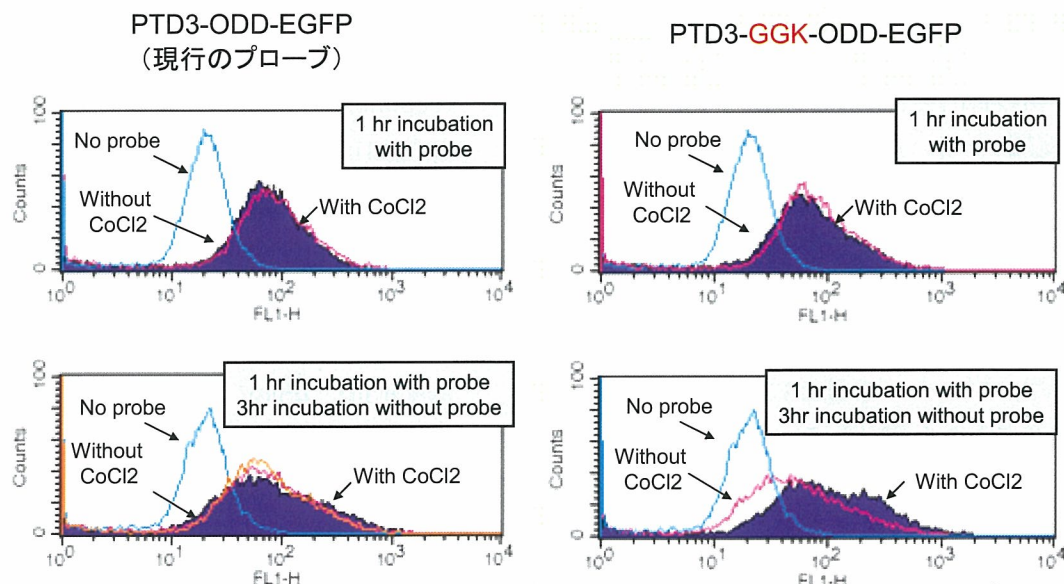 PTD3-ODD-EGFP
（現行のプローブ）
100
Counts
0
No probe
Without
CoCl2
With CoCl2
1 hr incubation
with probe
10^0
10^1
10^2
10^3
10^4
FL1-H
100
Counts
0
No probe
Without
CoCl2
With CoCl2
1 hr incubation with probe
3hr incubation without probe
10^0
10^1
10^2
10^3
10^4
FL1-H
PTD3-GGK-ODD-EGFP
100
Counts
0
No probe
Without
CoCl2
With CoCl2
1 hr incubation
with probe
10^0
10^1
10^2
10^3
10^4
FL1-H
100
Counts
0
No probe
Without
CoCl2
With CoCl2
1 hr incubation with probe
3hr incubation without probe
10^0
10^1
10^2
10^3
10^4
FL1-H